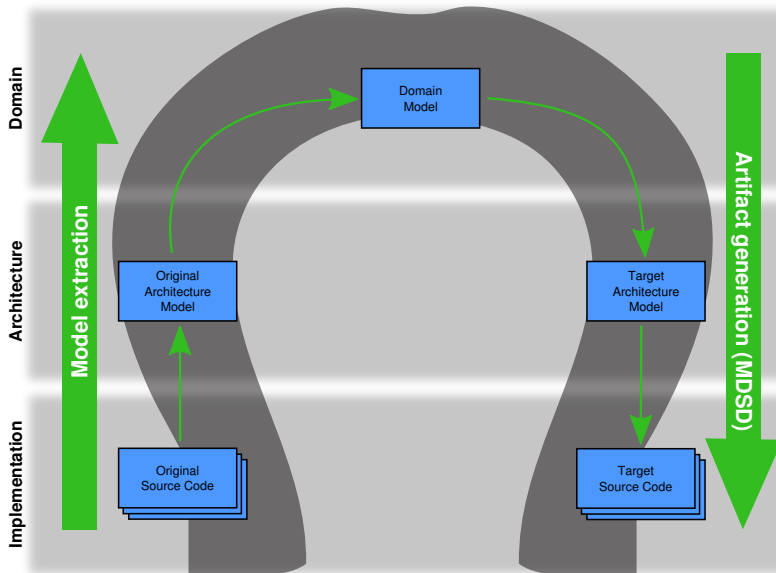 Domain
Domain
Model
Architecture
Original
Architecture
Model
Target
Architecture
Model
Implementation
Original
Source Code
Target
Source Code
Model extraction
Artifact generation (MDSD)